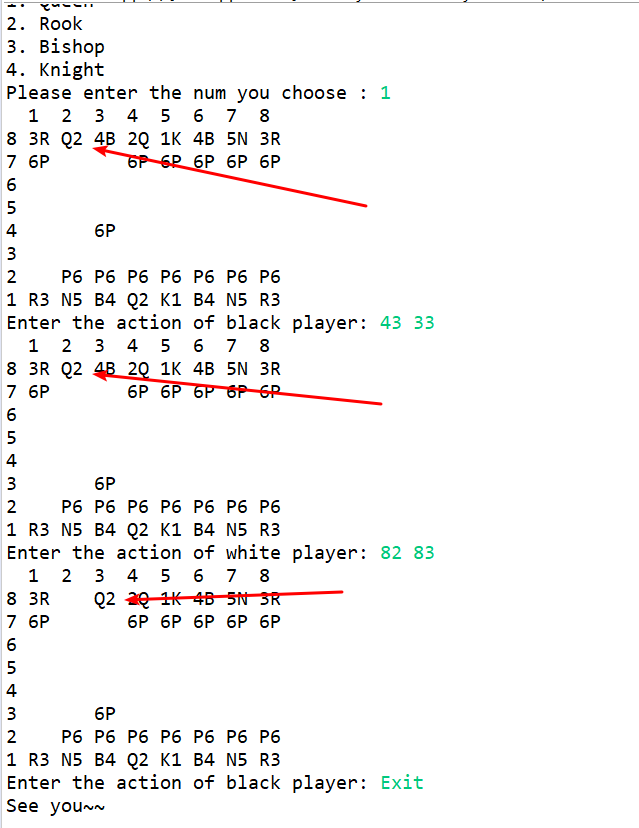 1. Queen
2. Rook
3. Bishop
4. Knight
Please enter the num you choose : 1
1 2 3 4 5 6 7 8
8 3R Q2 4B 2Q 1K 4B 5N 3R
7 6P 6P 6P 6P 6P 6P
6
5
4 6P
3
2 P6 P6 P6 P6 P6 P6 P6
1 R3 N5 B4 Q2 K1 B4 N5 R3
Enter the action of black player: 43 33
1 2 3 4 5 6 7 8
8 3R Q2 4B 2Q 1K 4B 5N 3R
7 6P 6P 6P 6P 6P 6P
6
5
4
3 6P
2 P6 P6 P6 P6 P6 P6 P6
1 R3 N5 B4 Q2 K1 B4 N5 R3
Enter the action of white player: 82 83
1 2 3 4 5 6 7 8
8 3R Q2 2Q 1K 4B 5N 3R
7 6P 6P 6P 6P 6P 6P
6
5
4
3 6P
2 P6 P6 P6 P6 P6 P6 P6
1 R3 N5 B4 Q2 K1 B4 N5 R3
Enter the action of black player: Exit
See you~~